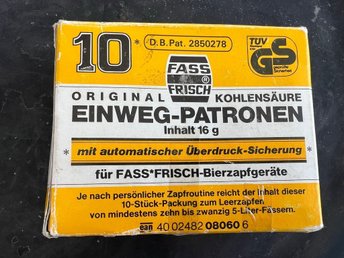 10* D.B.Pat. 2850278
TÜV
GS
geprüfte
Sicherheit
FASS
FRISCH ®
ORIGINAL KOHLENSÄURE
EINWEG-PATRONEN
Inhalt 16 g
* mit automatischer Überdruck-Sicherung *
für FASS*FRISCH-Bierzapfgeräte
Je nach persönlicher Zapfroutine reicht der Inhalt dieser
10-Stück-Packung zum Leerzapfen
von mindestens zehn bis zwanzig 5-Liter-Fässern.
ean 40 02482 08060 6